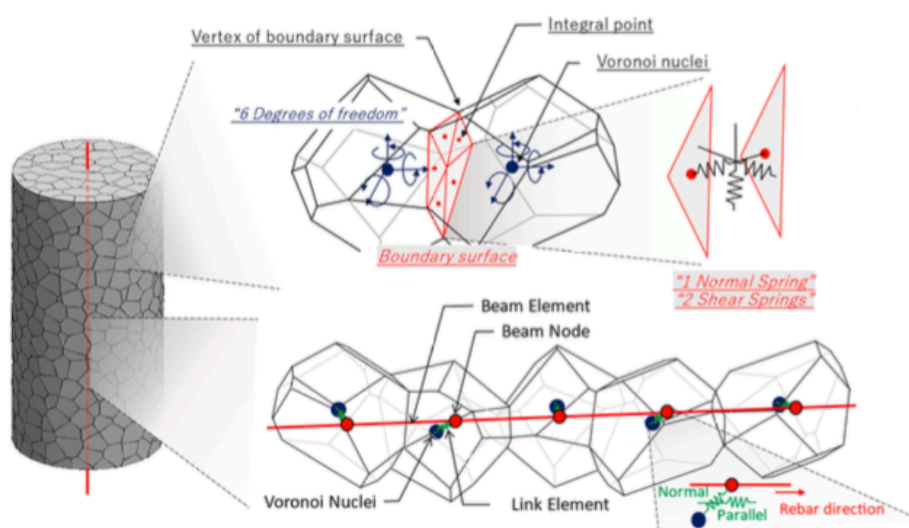 Vertex of boundary surface
Integral point
Voronoi nuclei
"6 Degrees of freedom"
Boundary surface
"1 Normal Spring"
"2 Shear Springs"
Beam Element
Beam Node
Voronoi Nuclei
Link Element
Normal
Parallel
Rebar direction